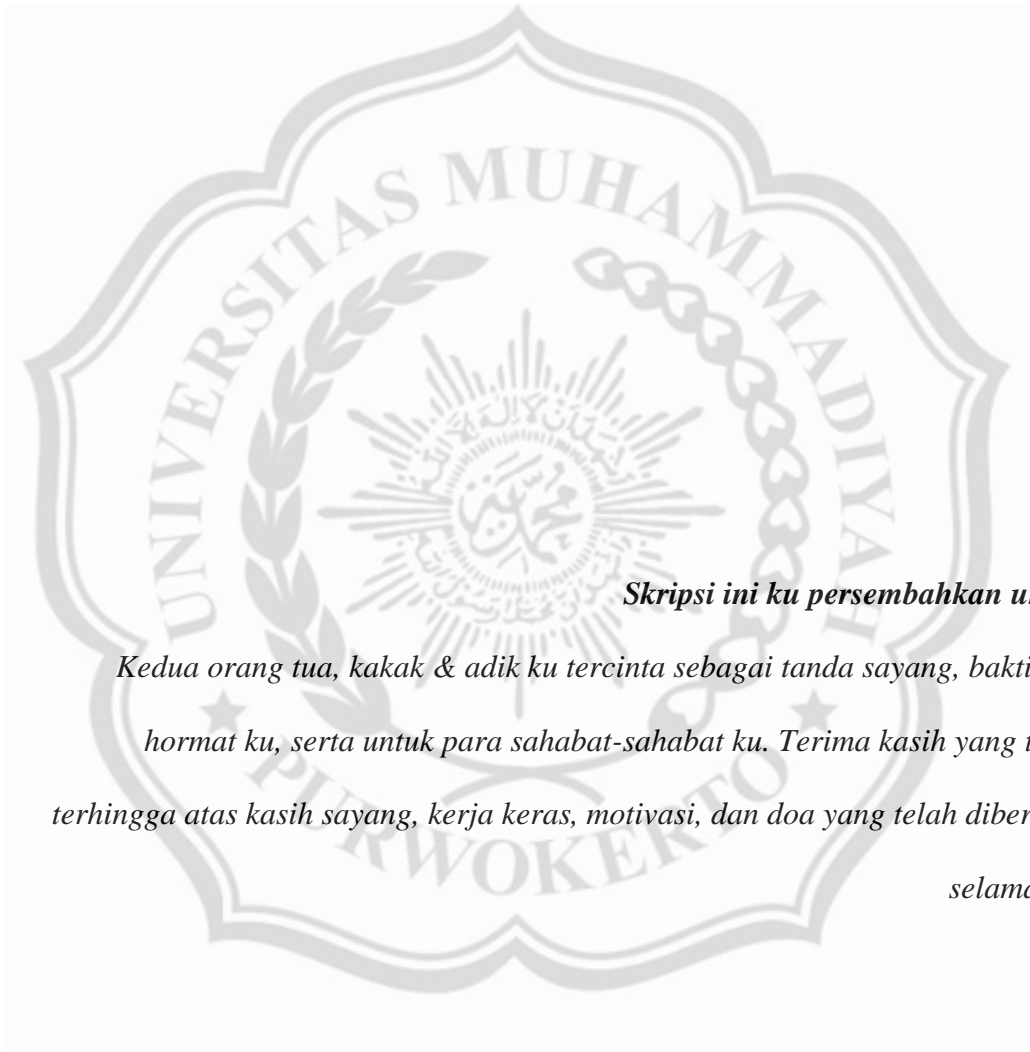 UNIVERSITAS MUHAMMADIYAH
Skripsi ini ku persembahkan
Kedua orang tua, kakak & adik ku tercinta sebagai tanda sayang, bakti
hormat ku, serta untuk para sahabat-sahabat ku. Terima kasih yang
terhingga atas kasih sayang, kerja keras, motivasi, dan doa yang telah
PURWOKERTO